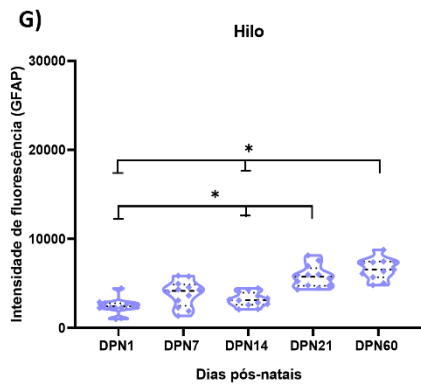 G)
Hilo
Intensidade de fluorescência (GFAP)
30000
20000
10000
0
*
*
DPN1 DPN7 DPN14 DPN21 DPN60
Dias pós-natais